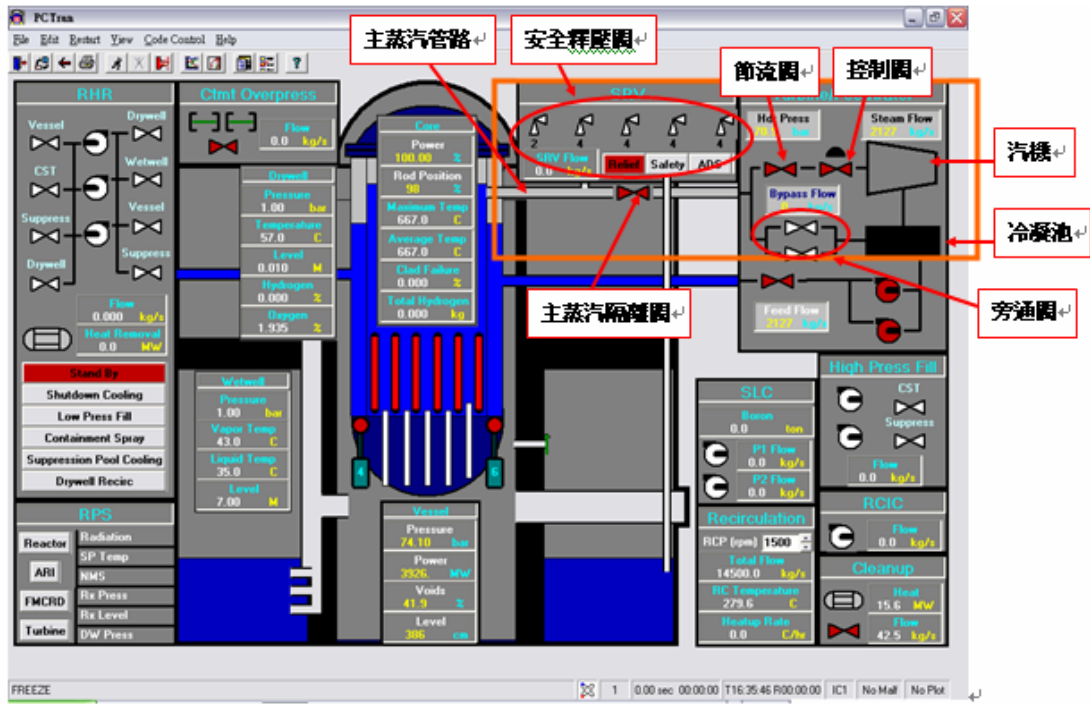 PCTran
File Edit Restart View Code Control Help
主蒸汽管路
安全釋壓閥
節流閥
控制閥
汽機
冷凝池
旁通閥
主蒸汽隔離閥
RHR
Vessel
Drywell
CST
Wetwell
Suppress
Vessel
Drywell
Suppress
Flow
0.000 kg/s
Heat Removal
0.0 MW
Stand By
Shutdown Cooling
Low Press Fill
Containment Spray
Suppression Pool Cooling
Drywell Recirc
RPS
Reactor
ARI
FMCRD
Turbine
Radiation
SP Temp
NMS
Rx Press
Rx Level
DW Press
Ctmt Overpress
Flow
0.0 kg/s
Drywell
Pressure
1.00 bar
Temperature
57.0 C
Level
0.010 M
Hydrogen
0.000 %
Oxygen
1.935 %
Wetwell
Pressure
1.00 bar
Vapor Temp
43.0 C
Liquid Temp
35.0 C
Level
7.00 M
Core
Power
100.00 %
Rod Position
98 %
Maximum Temp
667.0 C
Average Temp
667.0 C
Clad Failure
0.000 %
Total Hydrogen
0.000 kg
4
6
Vessel
Pressure
74.10 bar
Power
3926. MW
Voids
41.9 %
Level
386 cm
SRV
2 4 4 4 4
SRV Flow
0.0 kg/s
Relief Safety ADS
Hdr Press
bar
Steam Flow
2127 kg/s
Bypass Flow
Feed Flow
2127 kg/s
SLC
Boron
0.0 ton
P1 Flow
0.0 kg/s
P2 Flow
0.0 kg/s
Recirculation
RCP (rpm) 1500
Total Flow
14500.0 kg/s
RC Temperature
279.6 C
Heatup Rate
0.0 C/hr
High Press Fill
CST
Suppress
Flow
0.0 kg/s
RCIC
Flow
0.0 kg/s
Cleanup
Heat
15.6 MW
Flow
42.5 kg/s
FREEZE
1 0.00 sec 00:00:00 T16:35:46 R00:00:00 IC1 No Malf No Plot